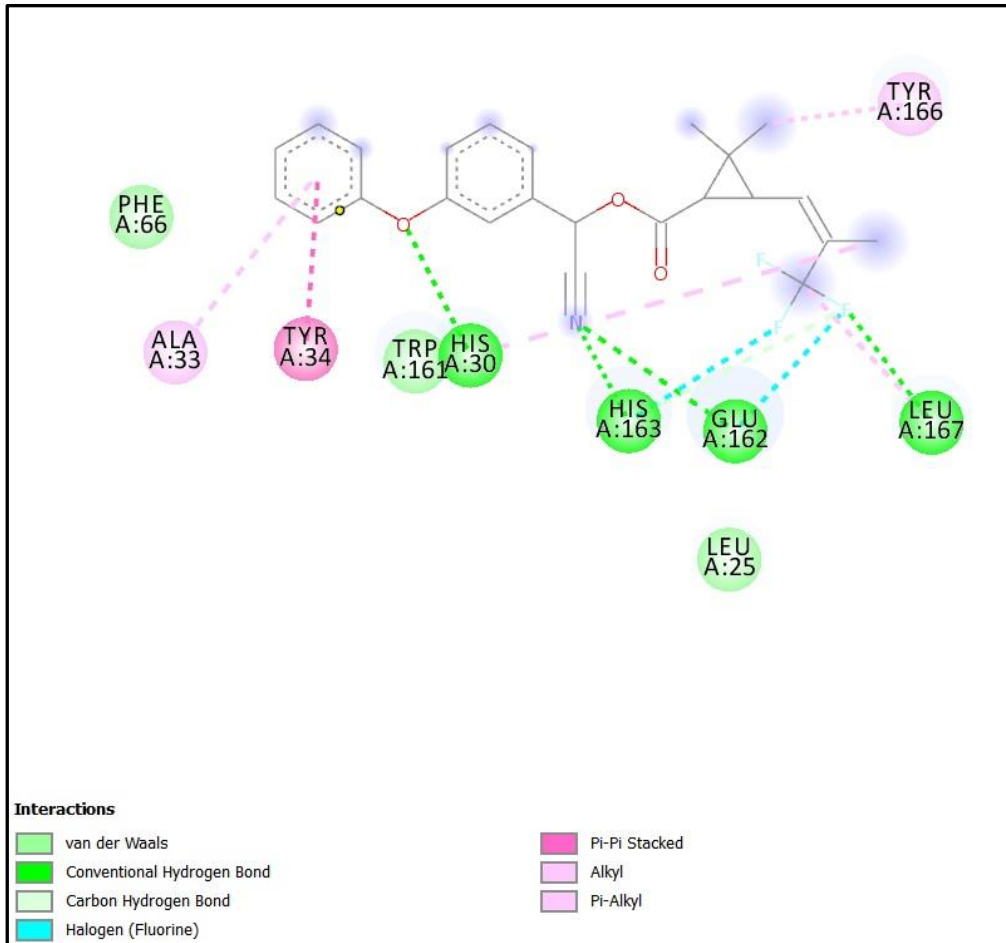 TYR
A:166
PHE
A:66
O
O
O
F
F
F
N
ALA
A:33
TYR
A:34
TRP
A:161
HIS
A:30
HIS
A:163
GLU
A:162
LEU
A:167
LEU
A:25
Interactions
van der Waals
Conventional Hydrogen Bond
Carbon Hydrogen Bond
Halogen (Fluorine)
Pi-Pi Stacked
Alkyl
Pi-Alkyl